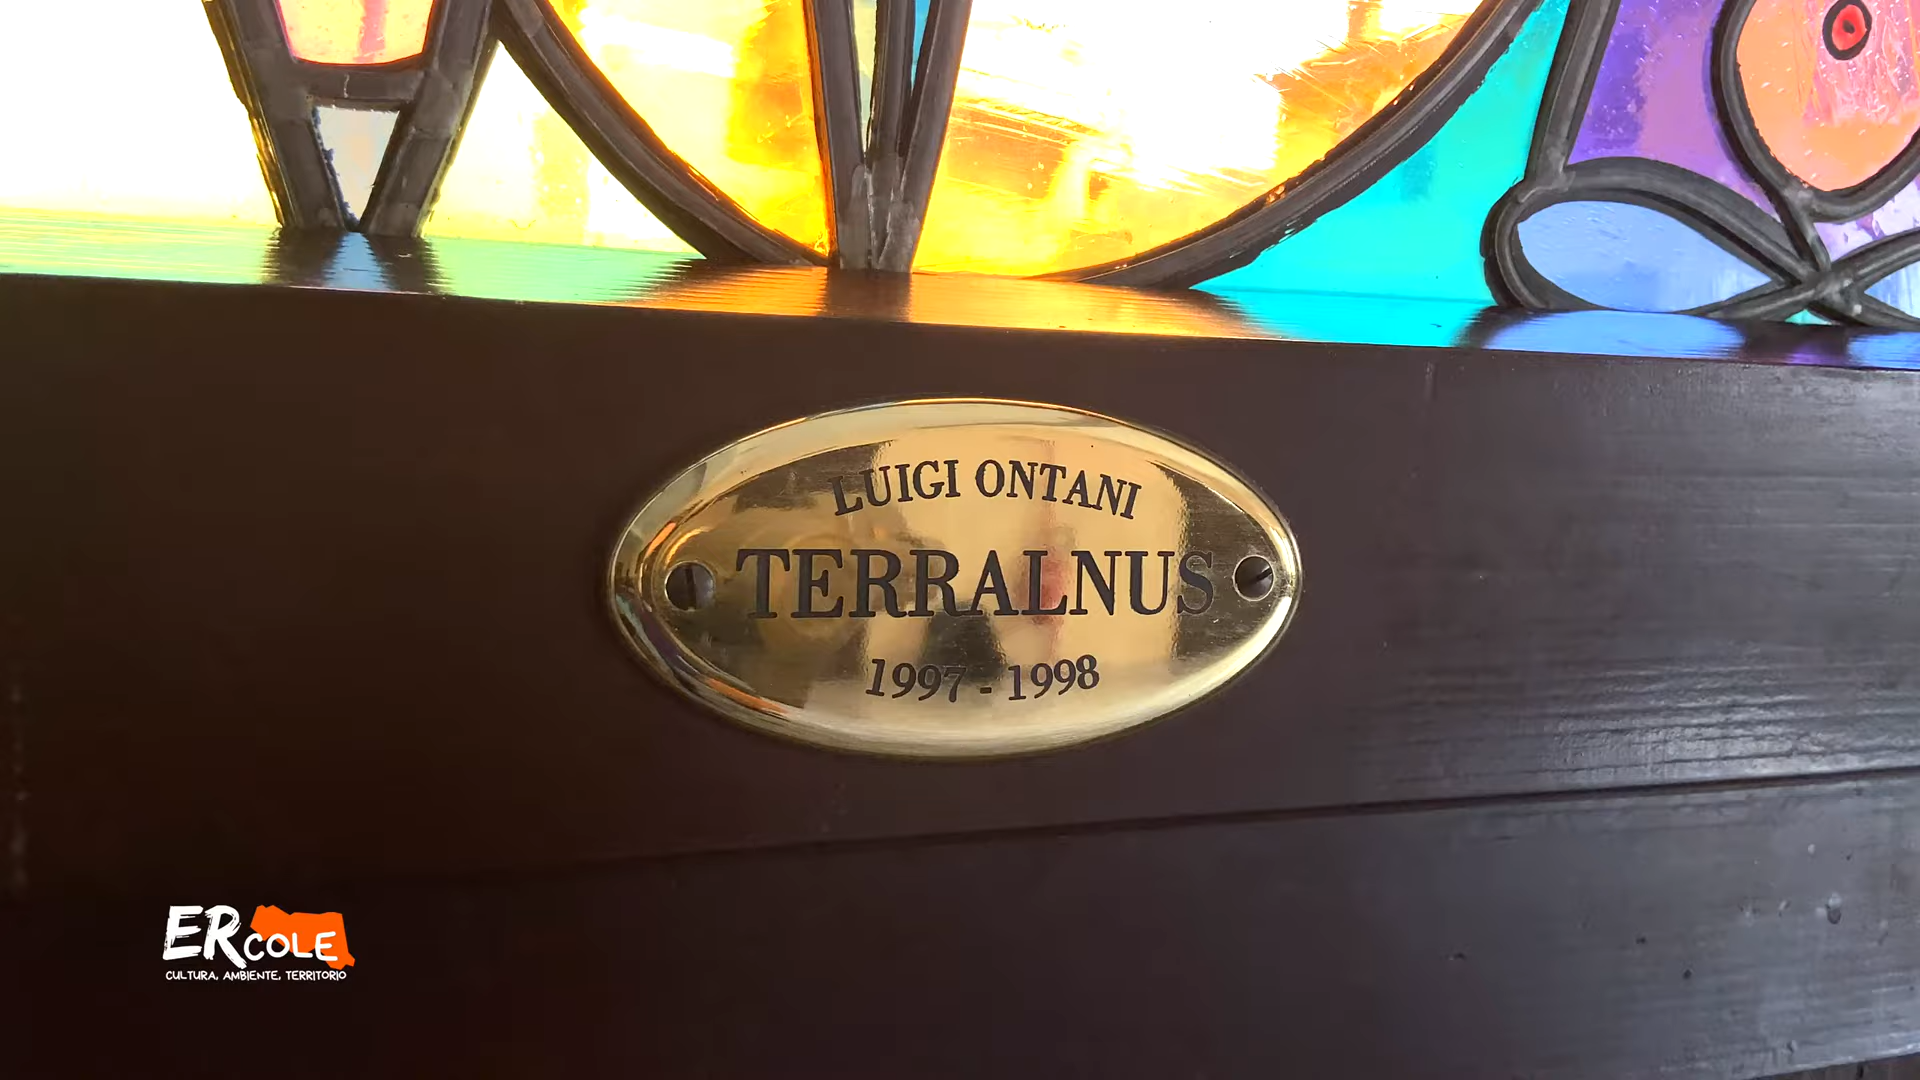 LUIGI ONTANI
TERRALNUS
1997 - 1998
ERCOLE
CULTURA, AMBIENTE, TERRITORIO